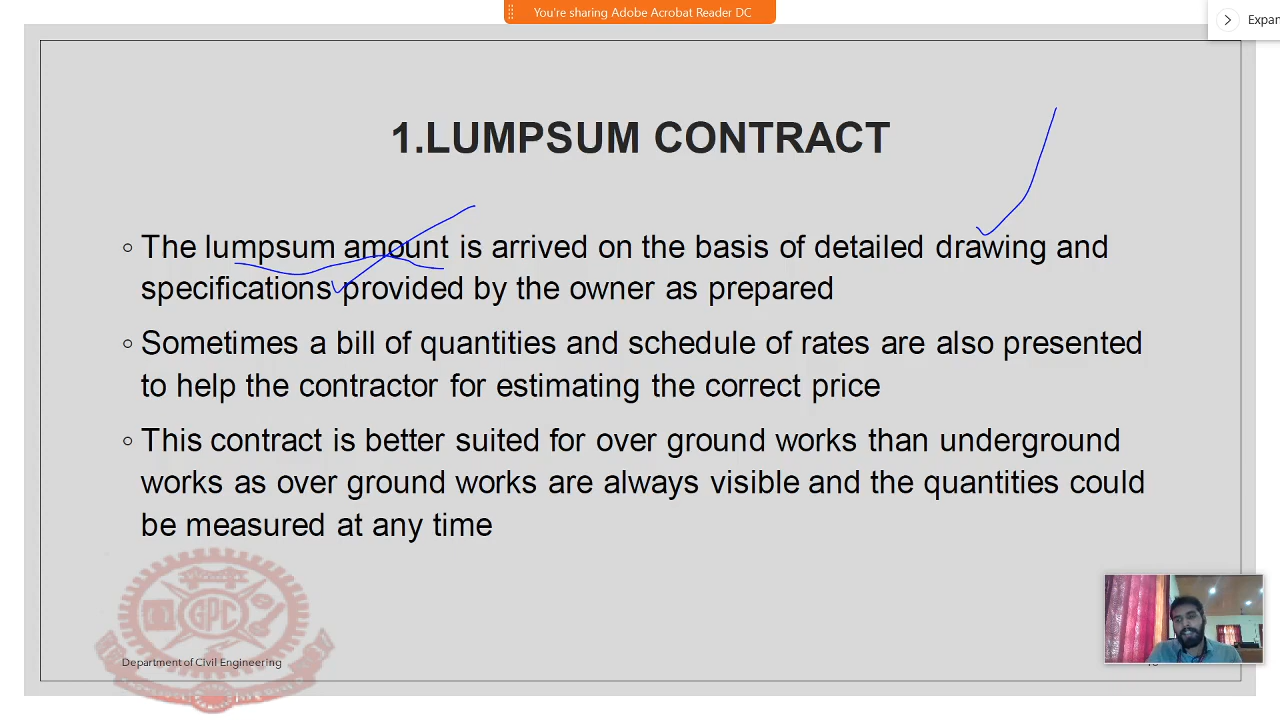 You're sharing Adobe Acrobat Reader DC
Expan
1.LUMPSUM CONTRACT
◦ The lumpsum amount is arrived on the basis of detailed drawing and
specifications provided by the owner as prepared
◦ Sometimes a bill of quantities and schedule of rates are also presented
to help the contractor for estimating the correct price
◦ This contract is better suited for over ground works than underground
works as over ground works are always visible and the quantities could
be measured at any time
GPC
Department of Civil Engineering